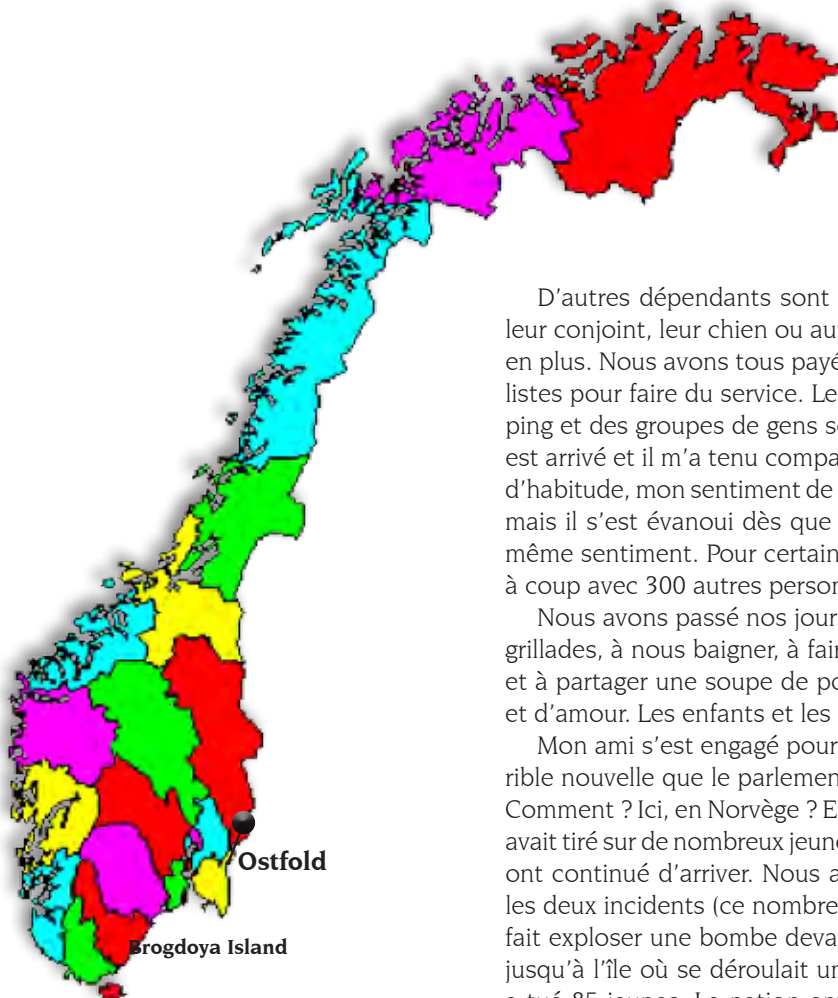 D'autres dépendants sont
leur conjoint, leur chien ou au
en plus. Nous avons tous payé
listes pour faire du service. Le
ping et des groupes de gens s
est arrivé et il m'a tenu compa
d'habitude, mon sentiment de
mais il s'est évanoui dès que
même sentiment. Pour certain
à coup avec 300 autres person
Nous avons passé nos jour
grillades, à nous baigner, à fair
et à partager une soupe de po
et d'amour. Les enfants et les
Mon ami s'est engagé pour
rible nouvelle que le parlemen
Comment ? Ici, en Norvège ? E
avait tiré sur de nombreux jeun
ont continué d'arriver. Nous a
les deux incidents (ce nombre
fait exploser une bombe deva
jusqu'à l'île où se déroulait un
Ostfold
Brogdoya Island